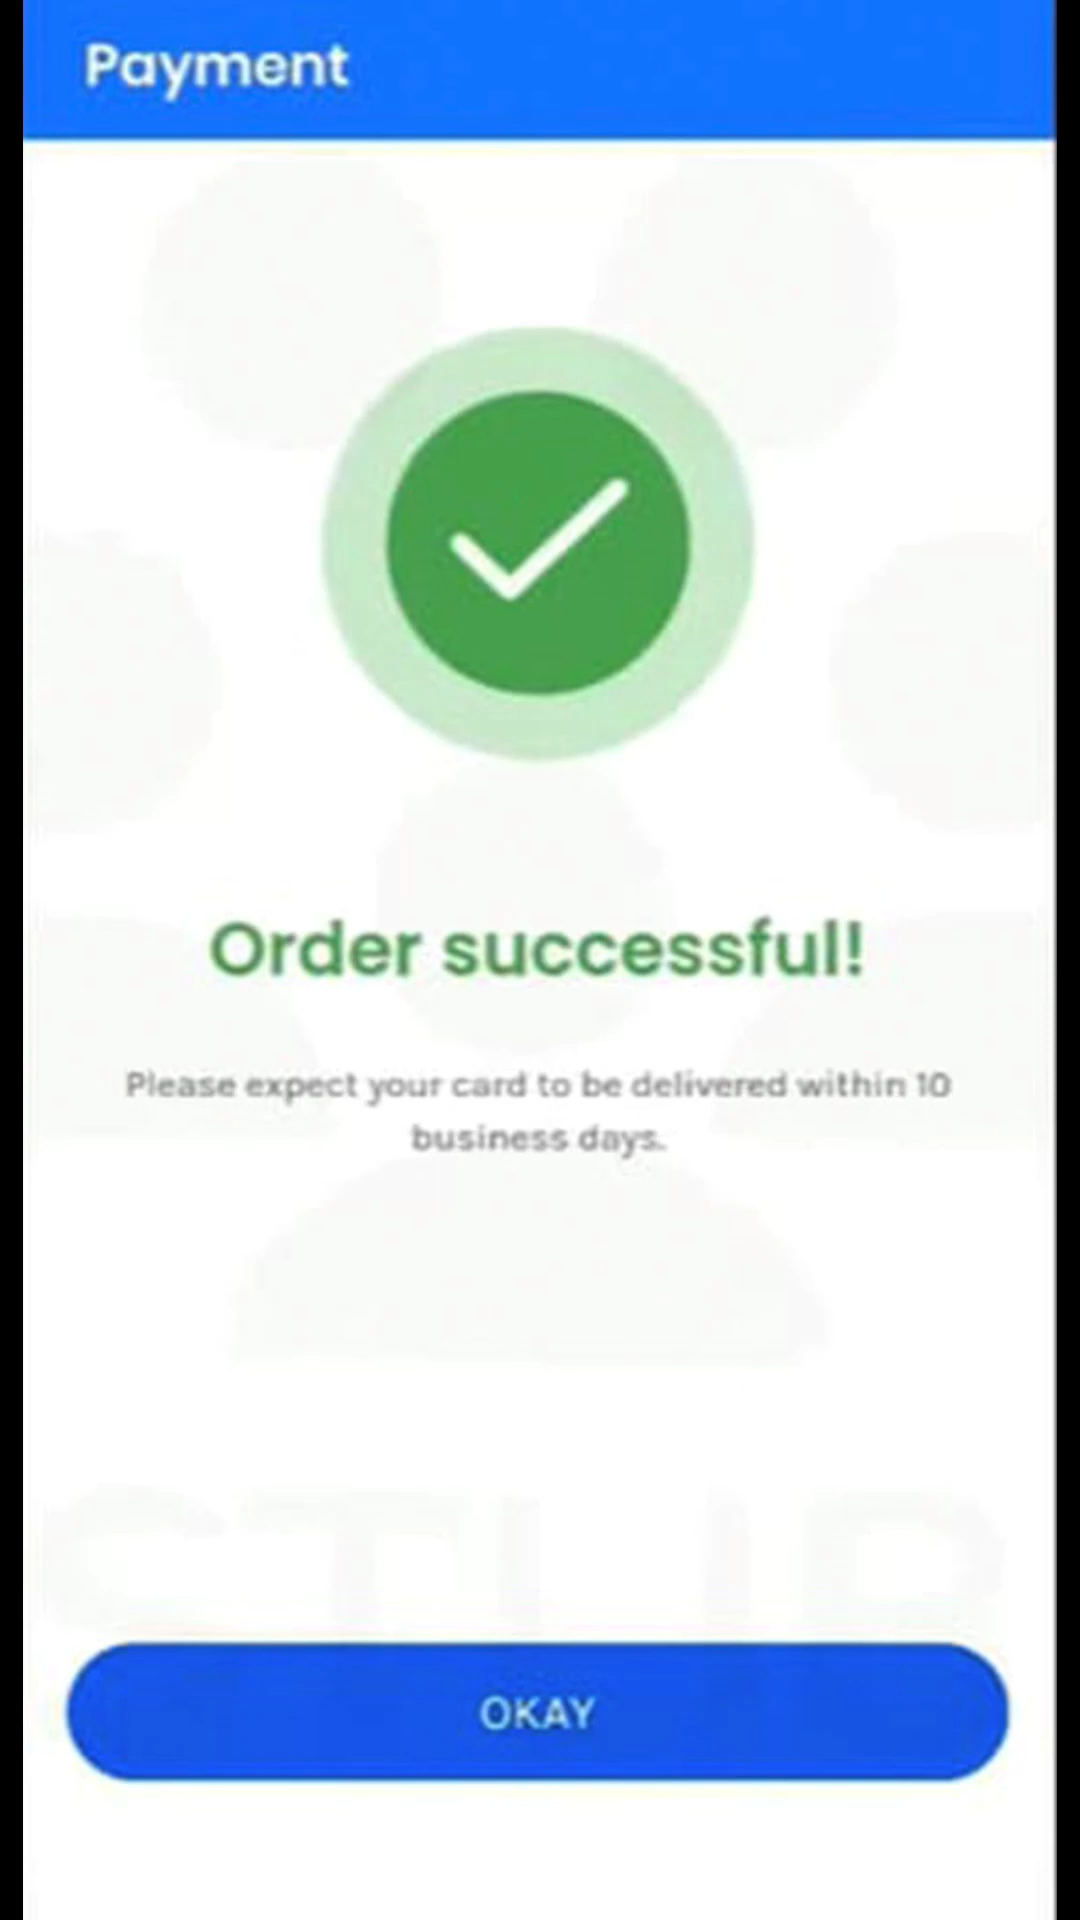 Payment
Order successful!
Please expect your card to be delivered within 10
business days.
OKAY